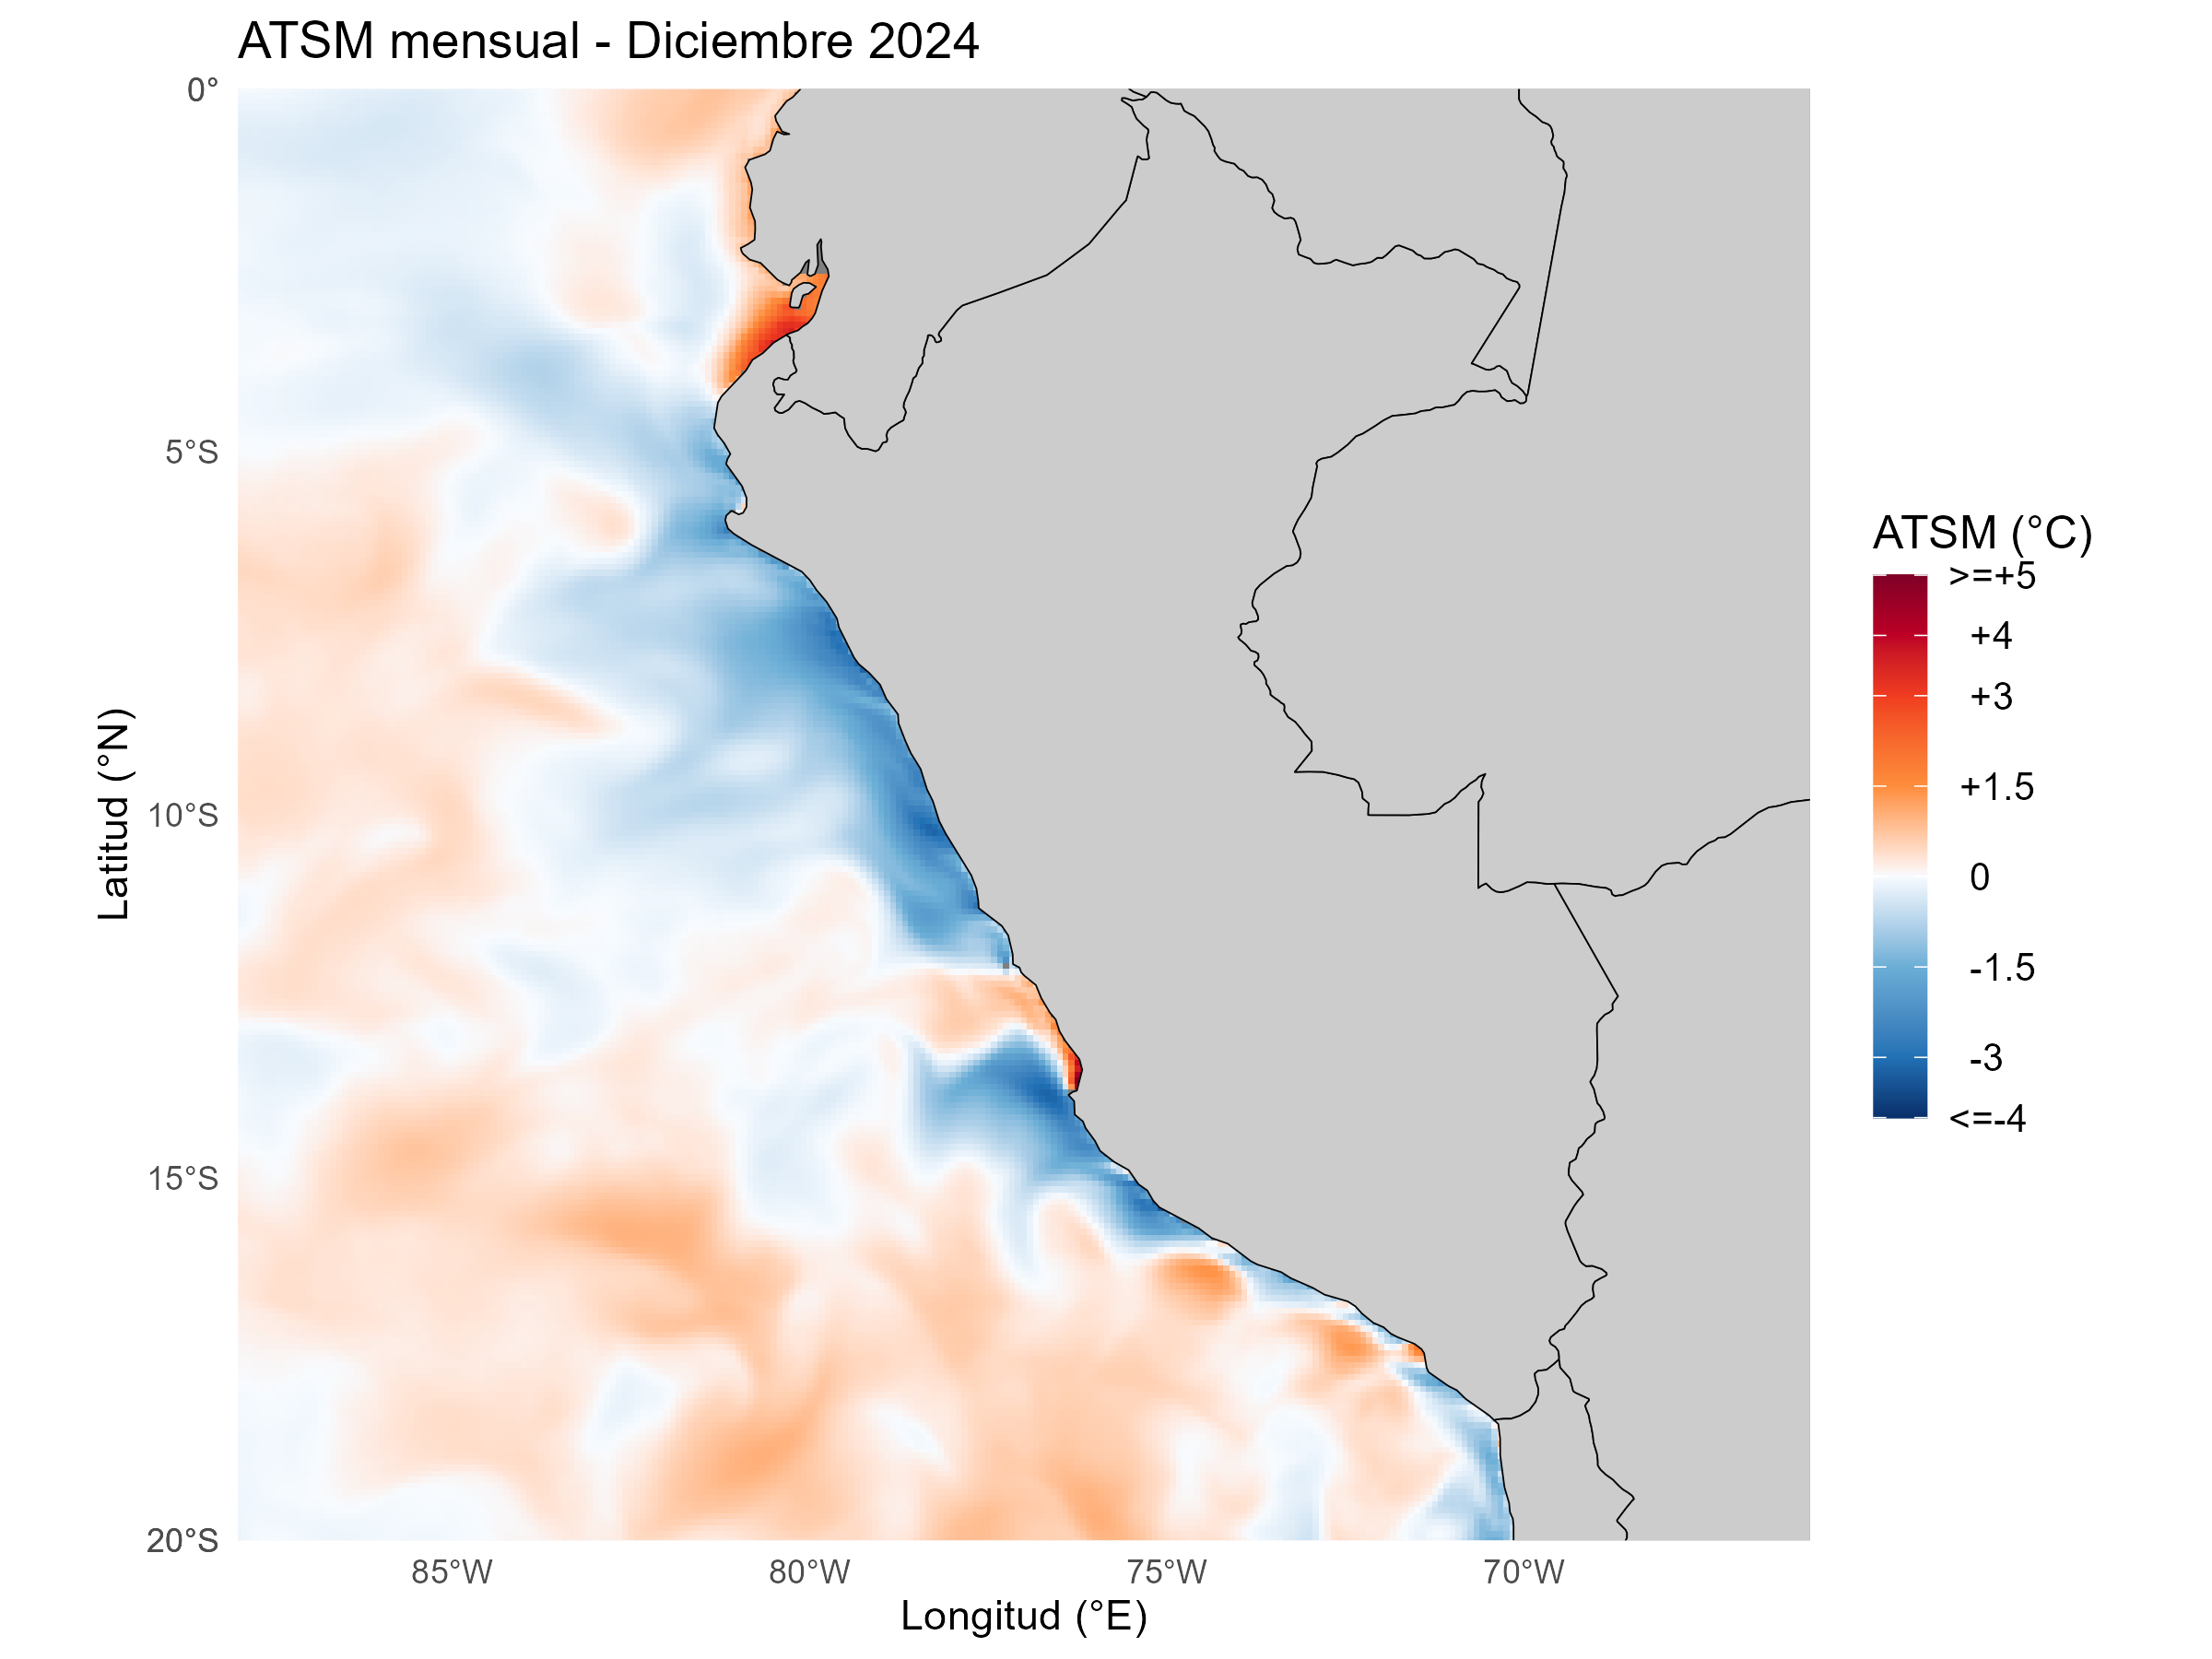 ATSM mensual - Diciembre 2024
0°
5°S
10°S
15°S
20°S
Latitud (°N)
85°W
80°W
75°W
70°W
Longitud (°E)
ATSM (°C)
>=+5
+4
+3
+1.5
0
-1.5
-3
<=-4